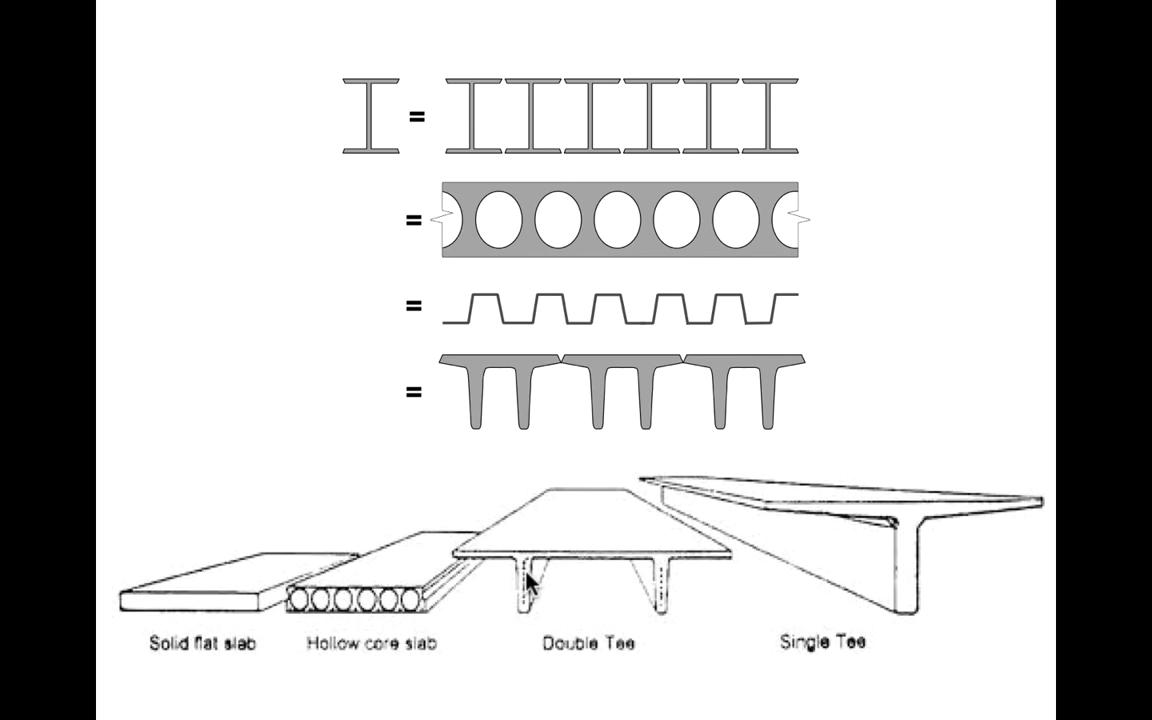 =
=
=
=
Solid flat slab
Hollow core slab
Double Tee
Single Tee